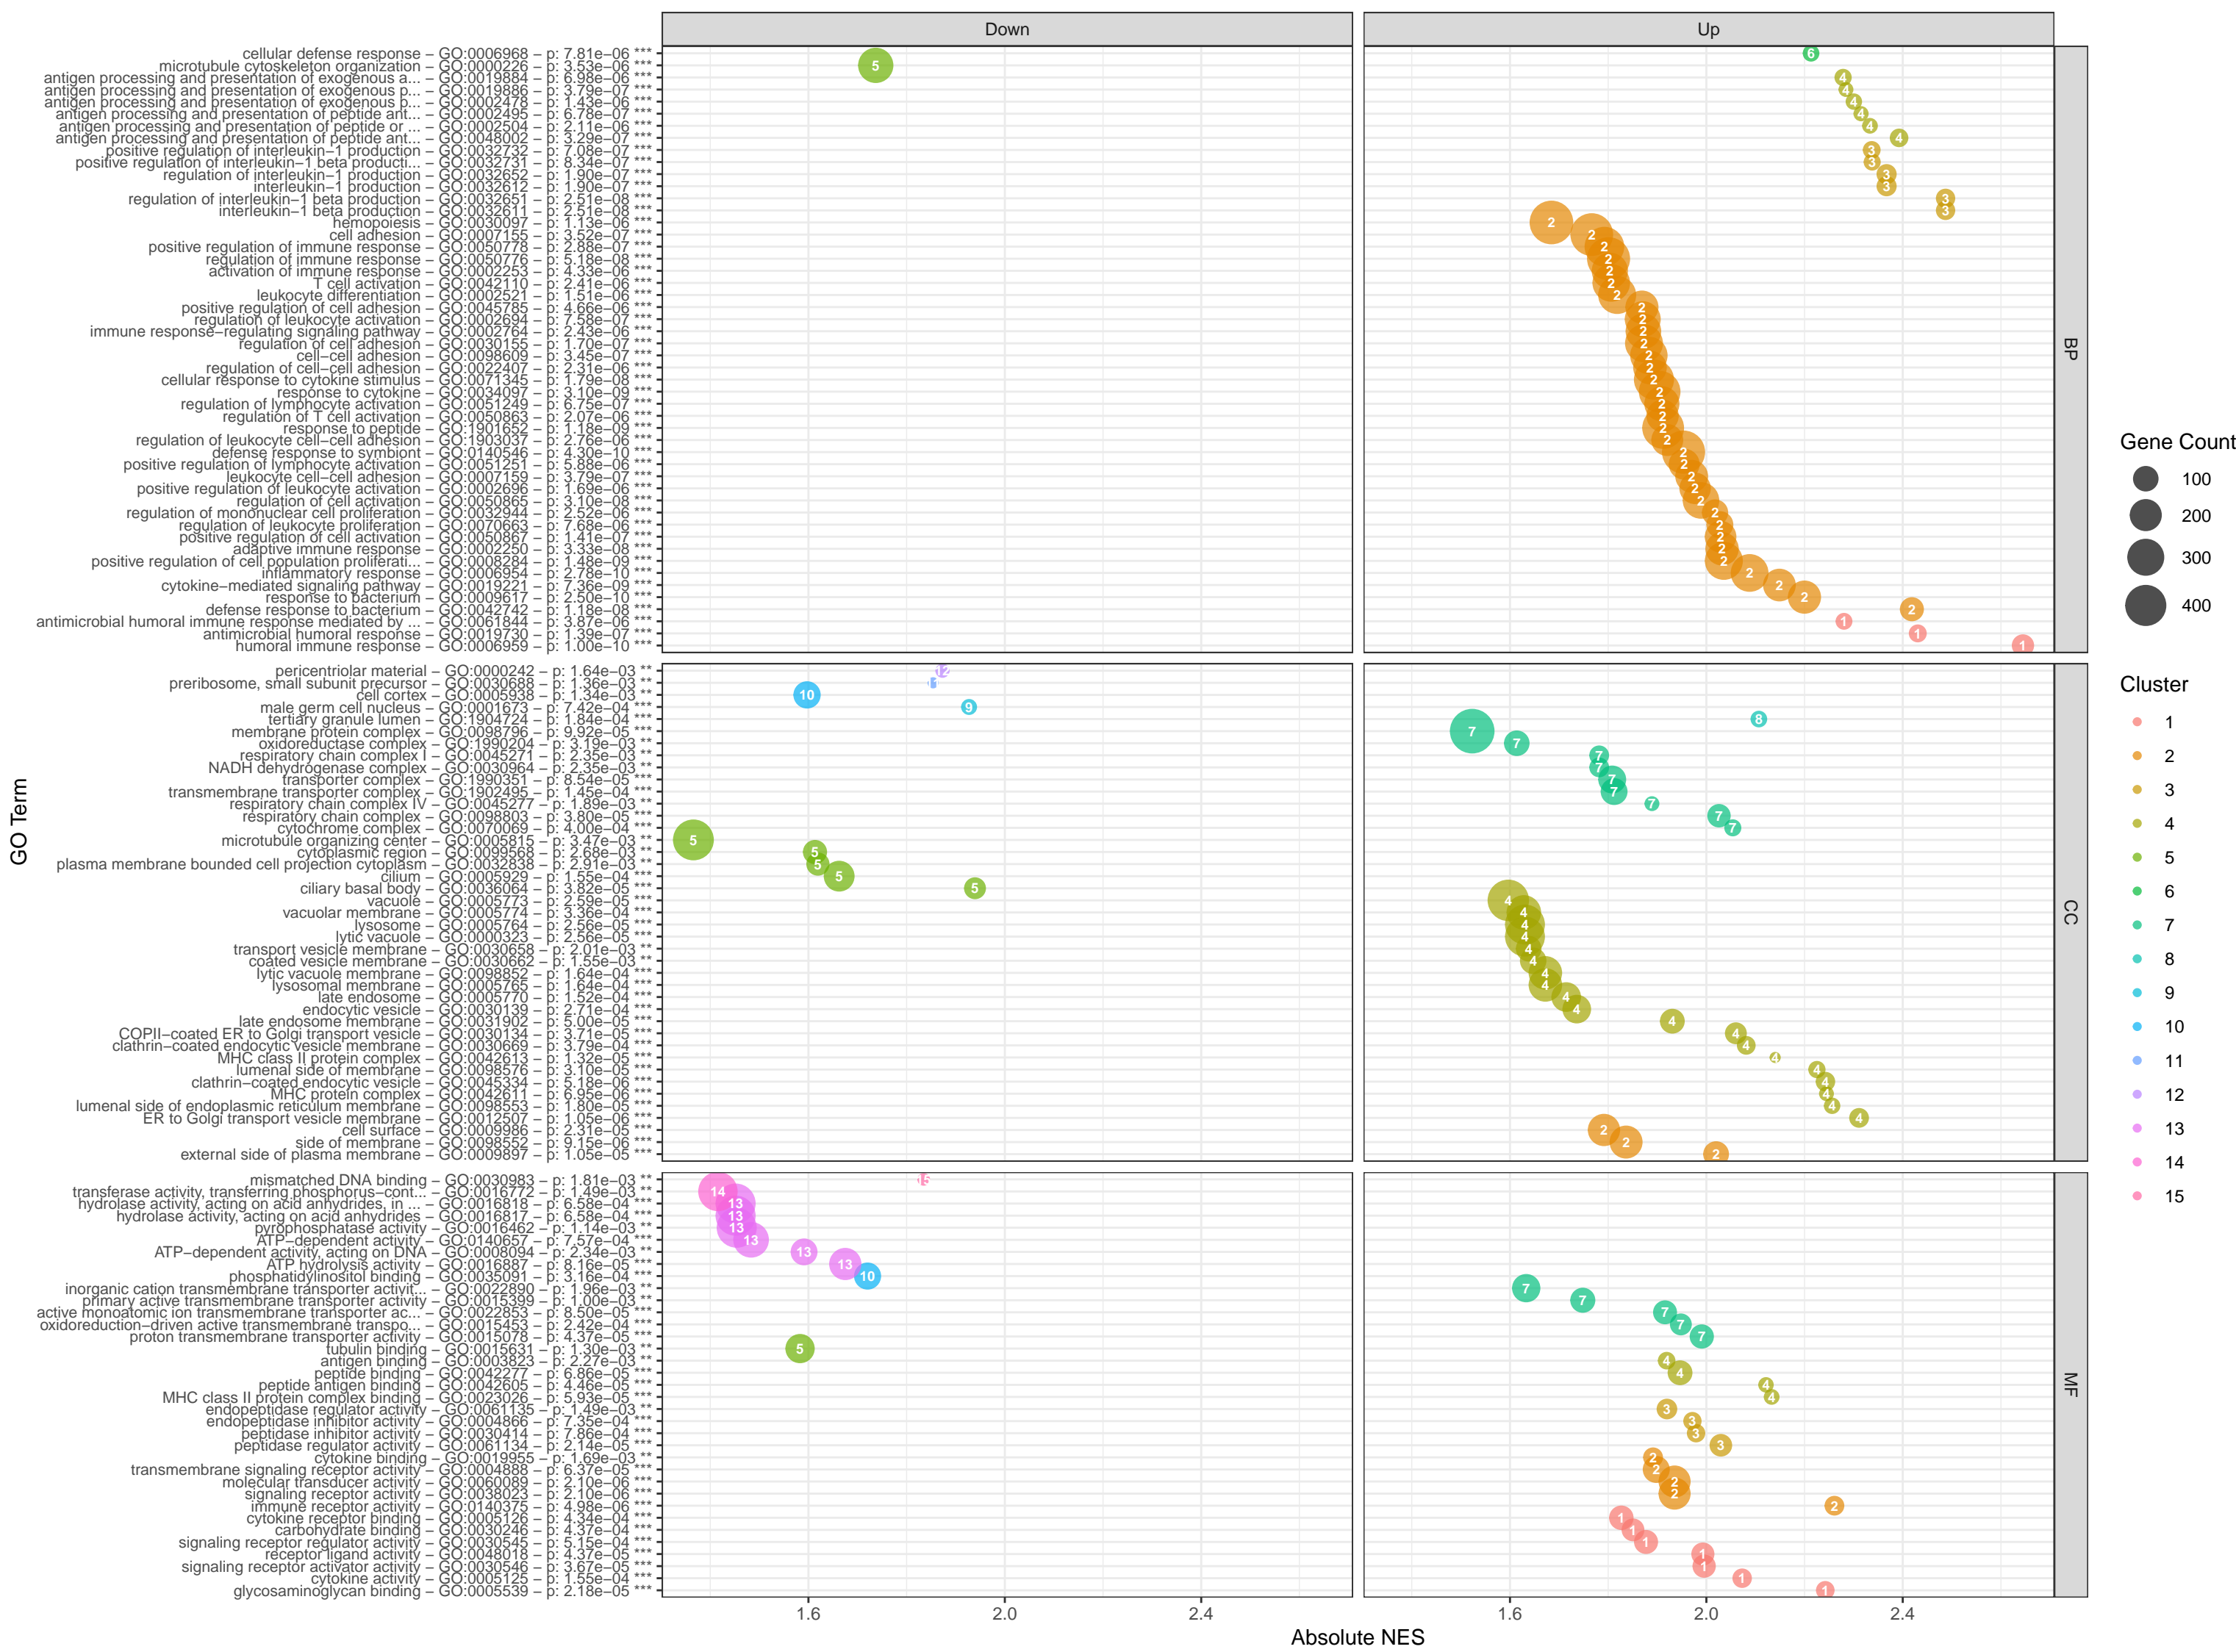 Down
Up
cellular defense response − GO:0006968 − p: 7.81e−06 ***
microtubule cytoskeleton organization − GO:0000226 − p: 3.53e−06 ***
antigen processing and presentation of exogenous a... − GO:0019884 − p: 6.98e−06 ***
antigen processing and presentation of exogenous p... − GO:0019886 − p: 3.79e−07 ***
antigen processing and presentation of exogenous p... − GO:0002478 − p: 1.43e−06 ***
antigen processing and presentation of peptide ant... − GO:0002495 − p: 6.78e−07 ***
antigen processing and presentation of peptide or ... − GO:0002504 − p: 2.11e−06 ***
antigen processing and presentation of peptide ant... − GO:0048002 − p: 3.29e−07 ***
positive regulation of interleukin−1 production − GO:0032732 − p: 7.08e−07 ***
positive regulation of interleukin−1 beta producti... − GO:0032731 − p: 8.34e−07 ***
regulation of interleukin−1 production − GO:0032652 − p: 1.90e−07 ***
interleukin−1 production − GO:0032612 − p: 1.90e−07 ***
regulation of interleukin−1 beta production − GO:0032651 − p: 2.51e−08 ***
interleukin−1 beta production − GO:0032611 − p: 2.51e−08 ***
hemopoiesis − GO:0030097 − p: 1.13e−06 ***
cell adhesion − GO:0007155 − p: 3.52e−07 ***
positive regulation of immune response − GO:0050778 − p: 2.88e−07 ***
regulation of immune response − GO:0050776 − p: 5.18e−08 ***
activation of immune response − GO:0002253 − p: 4.33e−06 ***
T cell activation − GO:0042110 − p: 2.41e−06 ***
leukocyte differentiation − GO:0002521 − p: 1.51e−06 ***
positive regulation of cell adhesion − GO:0045785 − p: 4.66e−06 ***
regulation of leukocyte activation − GO:0002694 − p: 7.58e−07 ***
immune response−regulating signaling pathway − GO:0002764 − p: 2.43e−06 ***
regulation of cell adhesion − GO:0030155 − p: 1.70e−07 ***
cell−cell adhesion − GO:0098609 − p: 3.45e−07 ***
regulation of cell−cell adhesion − GO:0022407 − p: 2.31e−06 ***
cellular response to cytokine stimulus − GO:0071345 − p: 1.79e−08 ***
response to cytokine − GO:0034097 − p: 3.10e−09 ***
regulation of lymphocyte activation − GO:0051249 − p: 6.75e−07 ***
regulation of T cell activation − GO:0050863 − p: 2.07e−06 ***
response to peptide − GO:1901652 − p: 1.18e−09 ***
regulation of leukocyte cell−cell adhesion − GO:1903037 − p: 2.76e−06 ***
defense response to symbiont − GO:0140546 − p: 4.30e−10 ***
positive regulation of lymphocyte activation − GO:0051251 − p: 5.88e−06 ***
leukocyte cell−cell adhesion − GO:0007159 − p: 3.79e−07 ***
positive regulation of leukocyte activation − GO:0002696 − p: 1.69e−06 ***
regulation of cell activation − GO:0050865 − p: 3.10e−08 ***
regulation of mononuclear cell proliferation − GO:0032944 − p: 2.52e−06 ***
regulation of leukocyte proliferation − GO:0070663 − p: 7.68e−06 ***
positive regulation of cell activation − GO:0050867 − p: 1.41e−07 ***
adaptive immune response − GO:0002250 − p: 3.33e−08 ***
positive regulation of cell population proliferati... − GO:0008284 − p: 1.48e−09 ***
inflammatory response − GO:0006954 − p: 2.78e−10 ***
cytokine−mediated signaling pathway − GO:0019221 − p: 7.36e−09 ***
response to bacterium − GO:0009617 − p: 2.50e−10 ***
defense response to bacterium − GO:0042742 − p: 1.18e−08 ***
antimicrobial humoral immune response mediated by ... − GO:0061844 − p: 3.87e−06 ***
antimicrobial humoral response − GO:0019730 − p: 1.39e−07 ***
humoral immune response − GO:0006959 − p: 1.00e−10 ***
BP
pericentriolar material − GO:0000242 − p: 1.64e−03 **
preribosome, small subunit precursor − GO:0030688 − p: 1.36e−03 **
cell cortex − GO:0005938 − p: 1.34e−03 **
male germ cell nucleus − GO:0001673 − p: 7.42e−04 ***
tertiary granule lumen − GO:1904724 − p: 1.84e−04 ***
membrane protein complex − GO:0098796 − p: 9.92e−05 ***
oxidoreductase complex − GO:1990204 − p: 3.19e−03 **
respiratory chain complex I − GO:0045271 − p: 2.35e−03 **
NADH dehydrogenase complex − GO:0030964 − p: 2.35e−03 **
transporter complex − GO:1990351 − p: 8.54e−05 ***
transmembrane transporter complex − GO:1902495 − p: 1.45e−04 ***
respiratory chain complex IV − GO:0045277 − p: 1.89e−03 **
respiratory chain complex − GO:0098803 − p: 3.80e−05 ***
cytochrome complex − GO:0070069 − p: 4.00e−04 ***
microtubule organizing center − GO:0005815 − p: 3.47e−03 **
cytoplasmic region − GO:0099568 − p: 2.68e−03 **
plasma membrane bounded cell projection cytoplasm − GO:0032838 − p: 2.91e−03 **
cilium − GO:0005929 − p: 1.55e−04 ***
ciliary basal body − GO:0036064 − p: 3.82e−05 ***
vacuole − GO:0005773 − p: 2.59e−05 ***
vacuolar membrane − GO:0005774 − p: 3.36e−04 ***
lysosome − GO:0005764 − p: 2.56e−05 ***
lytic vacuole − GO:0000323 − p: 2.56e−05 ***
transport vesicle membrane − GO:0030658 − p: 2.01e−03 **
coated vesicle membrane − GO:0030662 − p: 1.55e−03 **
lytic vacuole membrane − GO:0098852 − p: 1.64e−04 ***
lysosomal membrane − GO:0005765 − p: 1.64e−04 ***
late endosome − GO:0005770 − p: 1.52e−04 ***
endocytic vesicle − GO:0030139 − p: 2.71e−04 ***
late endosome membrane − GO:0031902 − p: 5.00e−05 ***
COPII−coated ER to Golgi transport vesicle − GO:0030134 − p: 3.71e−05 ***
clathrin−coated endocytic vesicle membrane − GO:0030669 − p: 3.79e−04 ***
MHC class II protein complex − GO:0042613 − p: 1.32e−05 ***
lumenal side of membrane − GO:0098576 − p: 3.10e−05 ***
clathrin−coated endocytic vesicle − GO:0045334 − p: 5.18e−06 ***
MHC protein complex − GO:0042611 − p: 6.95e−06 ***
lumenal side of endoplasmic reticulum membrane − GO:0098553 − p: 1.80e−05 ***
ER to Golgi transport vesicle membrane − GO:0012507 − p: 1.05e−06 ***
cell surface − GO:0009986 − p: 2.31e−05 ***
side of membrane − GO:0098552 − p: 9.15e−06 ***
external side of plasma membrane − GO:0009897 − p: 1.05e−05 ***
CC
mismatched DNA binding − GO:0030983 − p: 1.81e−03 **
transferase activity, transferring phosphorus−cont... − GO:0016772 − p: 1.49e−03 **
hydrolase activity, acting on acid anhydrides, in ... − GO:0016818 − p: 6.58e−04 ***
hydrolase activity, acting on acid anhydrides − GO:0016817 − p: 6.58e−04 ***
pyrophosphatase activity − GO:0016462 − p: 1.14e−03 **
ATP−dependent activity − GO:0140657 − p: 7.57e−04 ***
ATP−dependent activity, acting on DNA − GO:0008094 − p: 2.34e−03 **
ATP hydrolysis activity − GO:0016887 − p: 8.16e−05 ***
phosphatidylinositol binding − GO:0035091 − p: 3.16e−04 ***
inorganic cation transmembrane transporter activit... − GO:0022890 − p: 1.96e−03 **
primary active transmembrane transporter activity − GO:0015399 − p: 1.00e−03 **
active monoatomic ion transmembrane transporter ac... − GO:0022853 − p: 8.50e−05 ***
oxidoreduction−driven active transmembrane transpo... − GO:0015453 − p: 2.42e−04 ***
proton transmembrane transporter activity − GO:0015078 − p: 4.37e−05 ***
tubulin binding − GO:0015631 − p: 1.30e−03 **
antigen binding − GO:0003823 − p: 2.27e−03 **
peptide binding − GO:0042277 − p: 6.86e−05 ***
peptide antigen binding − GO:0042605 − p: 4.46e−05 ***
MHC class II protein complex binding − GO:0023026 − p: 5.93e−05 ***
endopeptidase regulator activity − GO:0061135 − p: 1.49e−03 **
endopeptidase inhibitor activity − GO:0004866 − p: 7.35e−04 ***
peptidase inhibitor activity − GO:0030414 − p: 7.86e−04 ***
peptidase regulator activity − GO:0061134 − p: 2.14e−05 ***
cytokine binding − GO:0019955 − p: 1.69e−03 **
transmembrane signaling receptor activity − GO:0004888 − p: 6.37e−05 ***
molecular transducer activity − GO:0060089 − p: 2.10e−06 ***
signaling receptor activity − GO:0038023 − p: 2.10e−06 ***
immune receptor activity − GO:0140375 − p: 4.98e−06 ***
cytokine receptor binding − GO:0005126 − p: 4.34e−04 ***
carbohydrate binding − GO:0030246 − p: 4.37e−04 ***
signaling receptor regulator activity − GO:0030545 − p: 5.15e−04 ***
receptor ligand activity − GO:0048018 − p: 4.37e−05 ***
signaling receptor activator activity − GO:0030546 − p: 3.67e−05 ***
cytokine activity − GO:0005125 − p: 1.55e−04 ***
glycosaminoglycan binding − GO:0005539 − p: 2.18e−05 ***
MF
GO Term
1.6 2.0 2.4
1.6 2.0 2.4
Absolute NES
Gene Count
100
200
300
400
Cluster
1
2
3
4
5
6
7
8
9
10
11
12
13
14
15